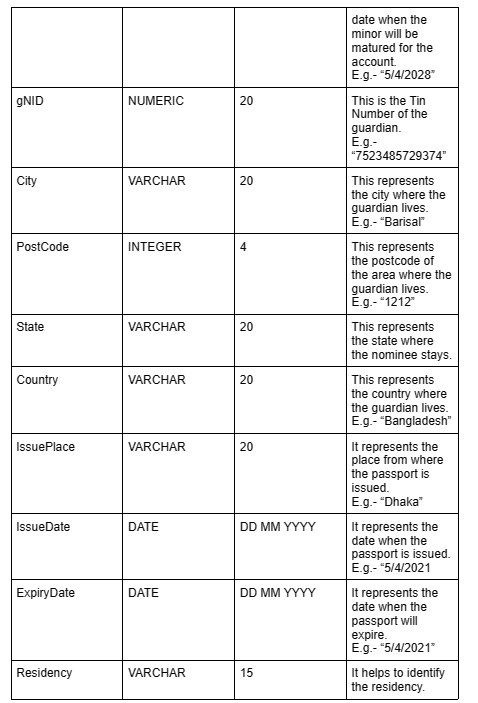 date when the
minor will be
matured for the
account.
E.g.- “5/4/2028”
gNID NUMERIC 20 This is the Tin
Number of the
guardian.
E.g.-
“7523485729374”
City VARCHAR 20 This represents
the city where the
guardian lives.
E.g.- “Barisal”
PostCode INTEGER 4 This represents
the postcode of
the area where the
guardian lives.
E.g.- “1212”
State VARCHAR 20 This represents
the state where
the nominee stays.
Country VARCHAR 20 This represents
the country where
the guardian lives.
E.g.- “Bangladesh”
IssuePlace VARCHAR 20 It represents the
place from where
the passport is
issued.
E.g.- “Dhaka”
IssueDate DATE DD MM YYYY It represents the
date when the
passport is issued.
E.g.- “5/4/2021
ExpiryDate DATE DD MM YYYY It represents the
date when the
passport will
expire.
E.g.- “5/4/2021”
Residency VARCHAR 15 It helps to identify
the residency.